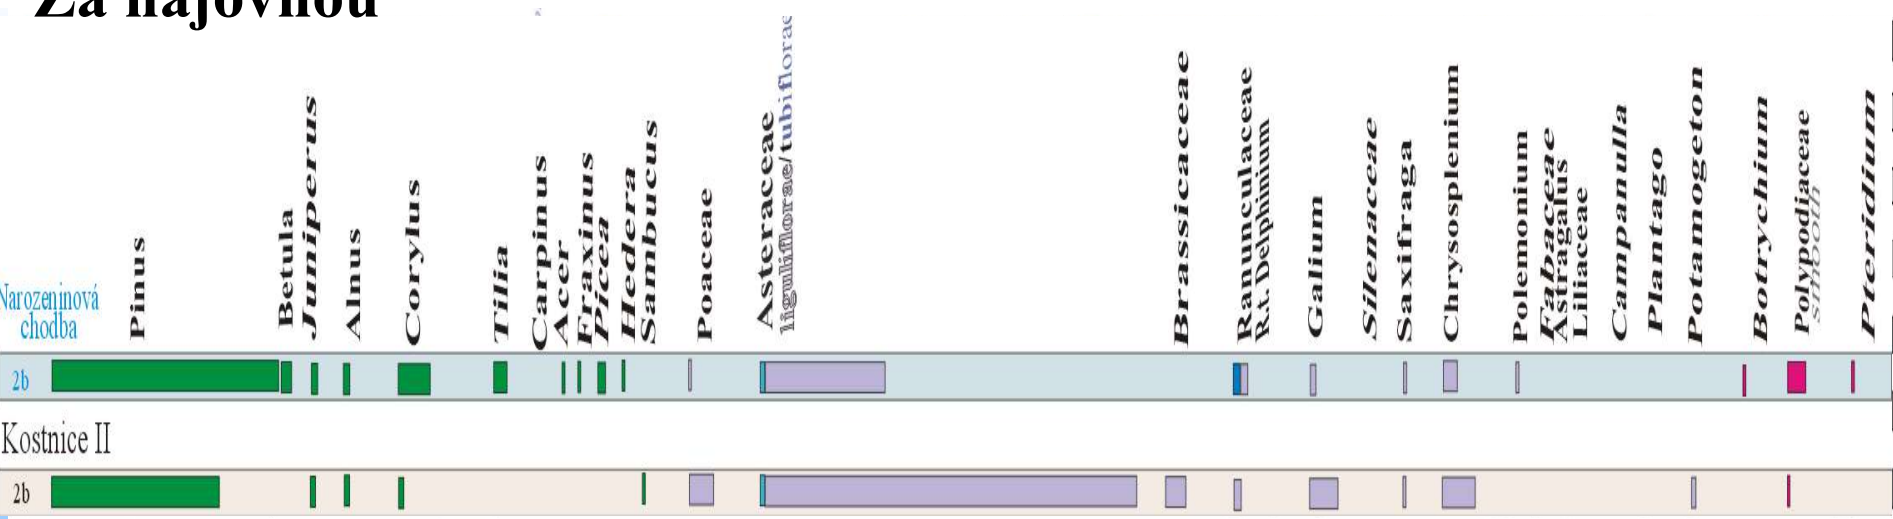 Za hájovnou
Pinus
Betula
Juniperus
Alnus
Corylus
Tilia
Carpinus
Acer
Fraxinus
Picea
Hedera
Sambucus
Poaceae
Asteraceae
liguliflorae/tubiflorae
Brassicaceae
Ranunculaceae
R.t. Delphinium
Galium
Silenaceae
Saxifraga
Chrysosplenium
Polemonium
Fabaceae
Astragalus
Liliaceae
Campanulla
Plantago
Potamogeton
Botrychium
Polypodiaceae
smooth
Pteridium
Narozeninová
chodba
2b
Kostnice II
2b